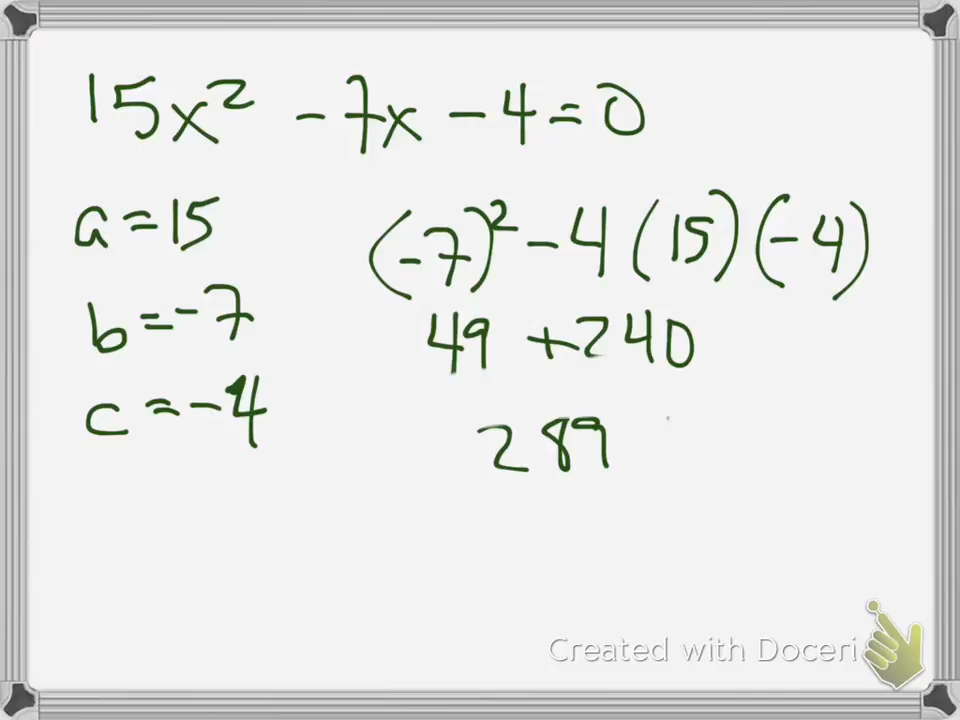 15x² - 7x - 4 = 0
a = 15
(-7)² - 4(15)(-4)
b = -7
49 + 240
c = -4
289
Created with Doceri